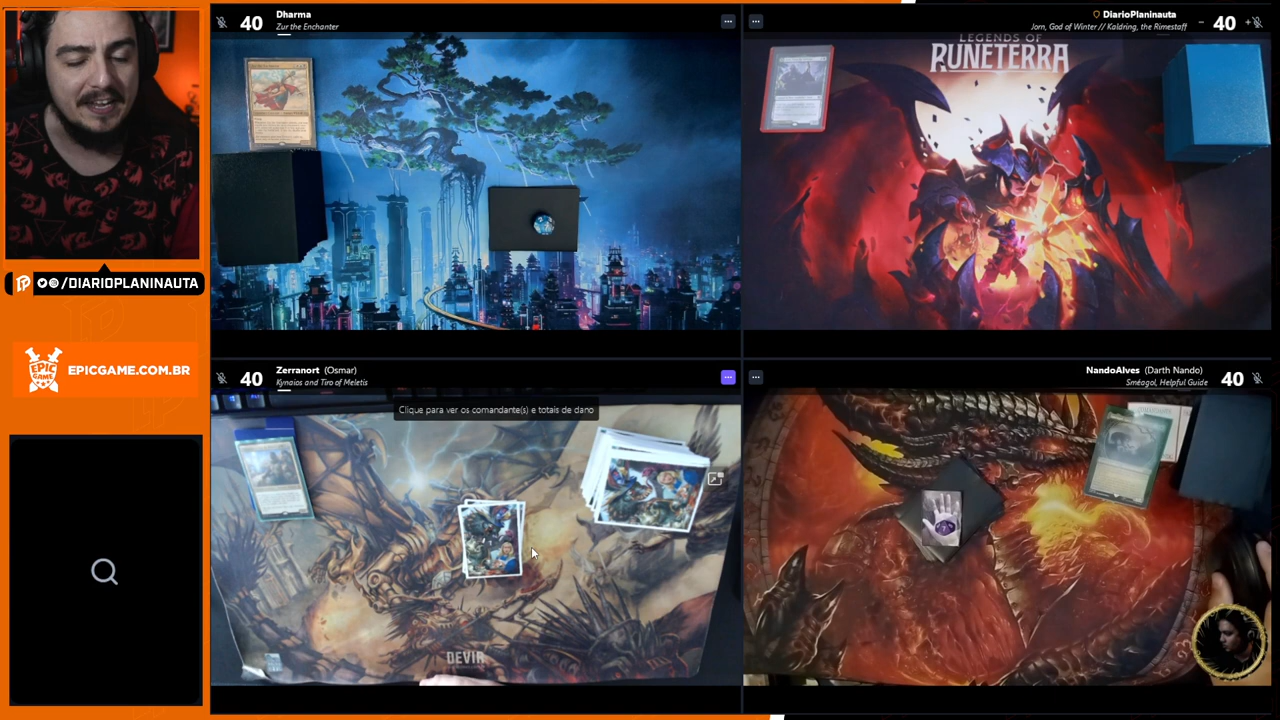 40
Dharma
Zur the Enchanter
DiarioPlaninauta
Jorn, God of Winter // Kaldring, the Rimestaff
40
LEGENDS OF
RUNETERRA
/DIARIOPLANINAUTA
EPIC
GAME
EPICGAME.COM.BR
40
Zerranort (Osmar)
Kynaios and Tiro of Meletis
Clique para ver os comandante(s) e totais de dano
NandoAlves (Darth Nando)
Sméagol, Helpful Guide
40
DEVIR